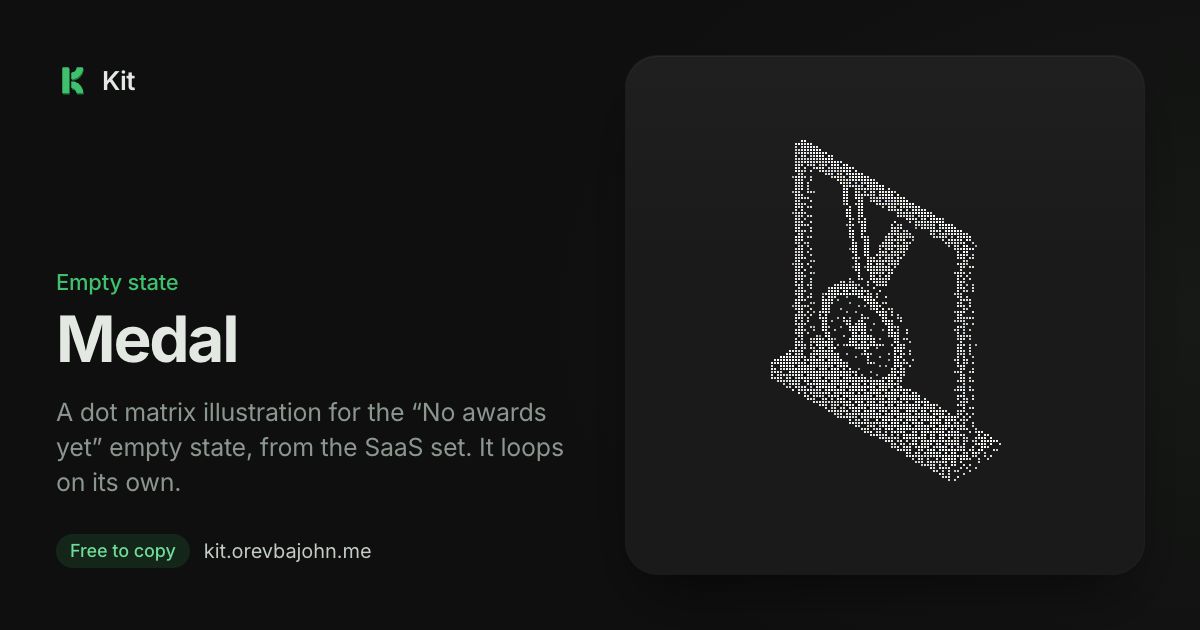 Kit
Empty state
Medal
A dot matrix illustration for the “No awards
yet” empty state, from the SaaS set. It loops
on its own.
Free to copy
kit.orevbajohn.me